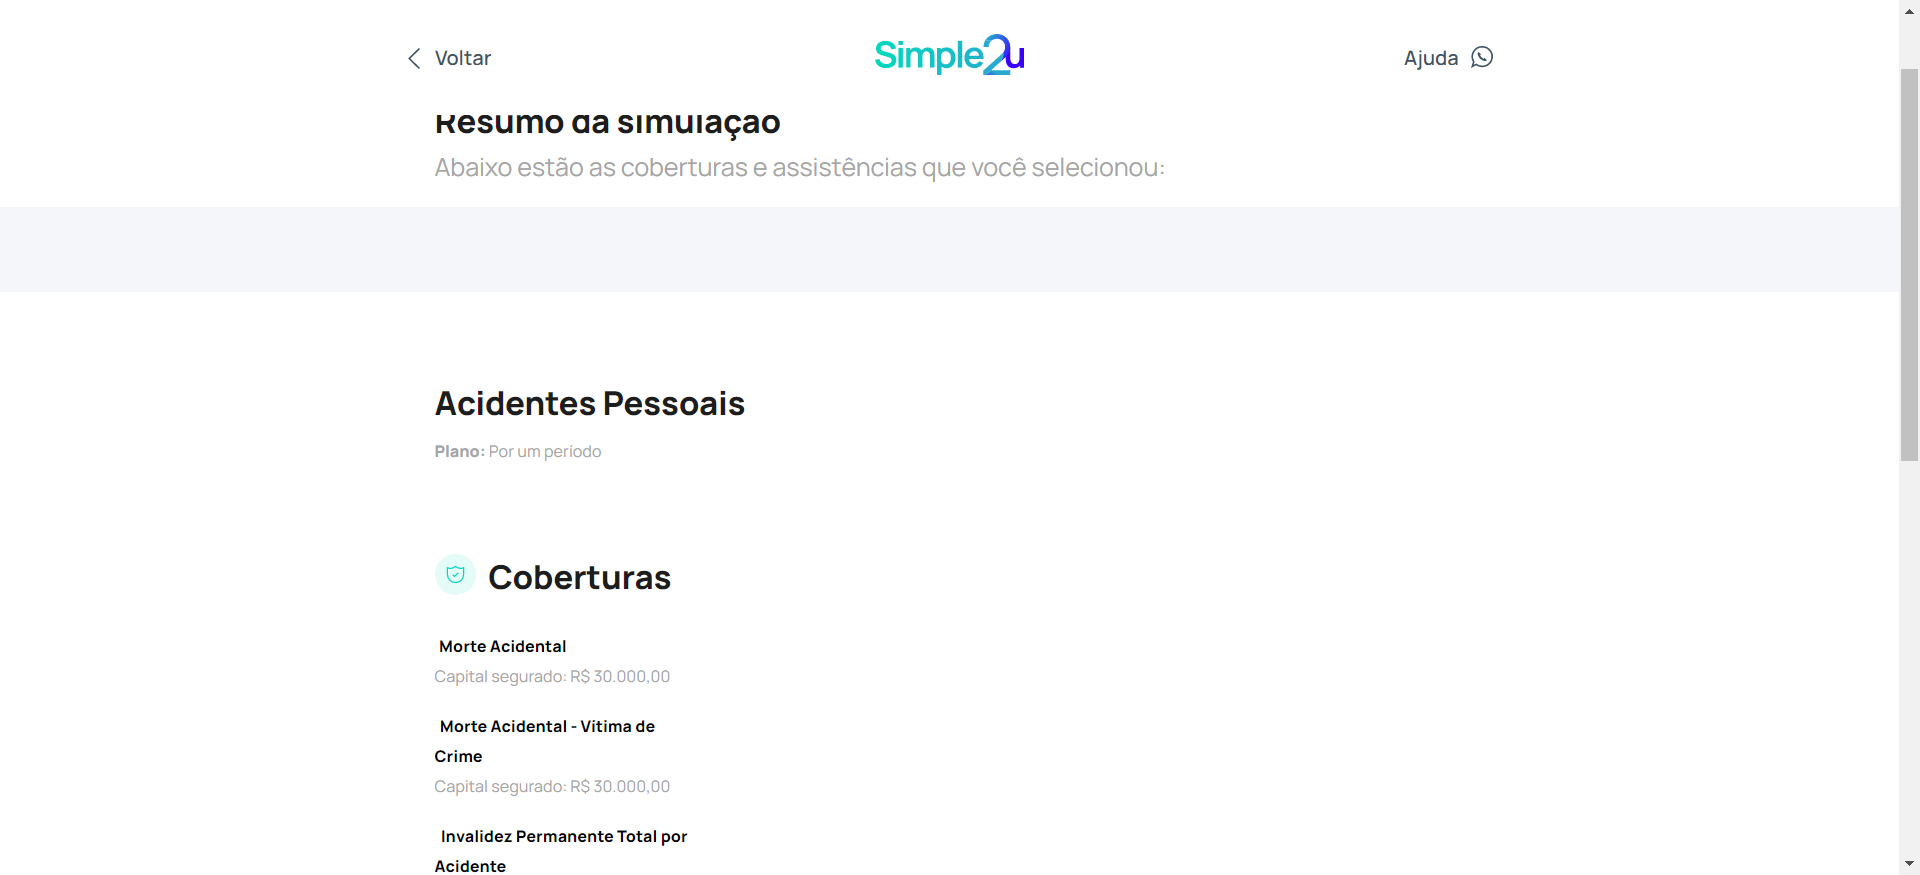 Voltar
Simple2u
Ajuda
Resumo da simulação
Abaixo estão as coberturas e assistências que você selecionou:
Acidentes Pessoais
Plano: Por um periodo
Coberturas
Morte Acidental
Capital segurado: R$ 30.000,00
Morte Acidental - Vítima de
Crime
Capital segurado: R$ 30.000,00
Invalidez Permanente Total por
Acidente